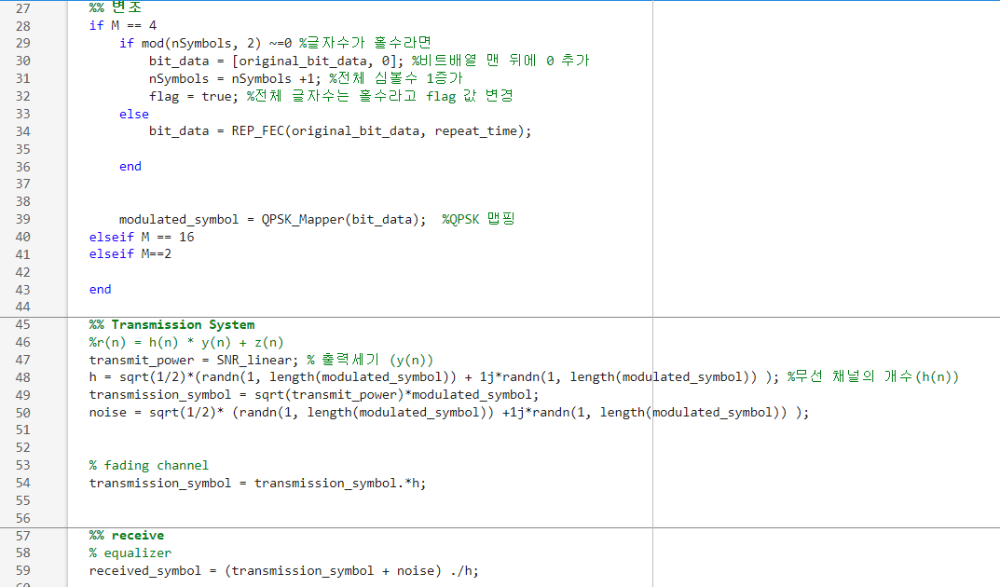 27 %% 변조
28 if M == 4
29 if mod(nSymbols, 2) ~=0 %글자수가 홀수라면
30 bit_data = [original_bit_data, 0]; %비트배열 맨 뒤에 0 추가
31 nSymbols = nSymbols +1; %전체 심볼수 1증가
32 flag = true; %전체 글자수는 홀수라고 flag 값 변경
33 else
34 bit_data = REP_FEC(original_bit_data, repeat_time);
35
36 end
37
38
39 modulated_symbol = QPSK_Mapper(bit_data); %QPSK 맵핑
40 elseif M == 16
41 elseif M==2
42
43 end
44
45 %% Transmission System
46 %r(n) = h(n) * y(n) + z(n)
47 transmit_power = SNR_linear; % 출력세기 (y(n))
48 h = sqrt(1/2)*(randn(1, length(modulated_symbol)) + 1j*randn(1, length(modulated_symbol)) ); %무선 채널의 개수(h(n))
49 transmission_symbol = sqrt(transmit_power)*modulated_symbol;
50 noise = sqrt(1/2)* (randn(1, length(modulated_symbol)) +1j*randn(1, length(modulated_symbol)) );
51
52
53 % fading channel
54 transmission_symbol = transmission_symbol.*h;
55
56
57 %% receive
58 % equalizer
59 received_symbol = (transmission_symbol + noise) ./h;